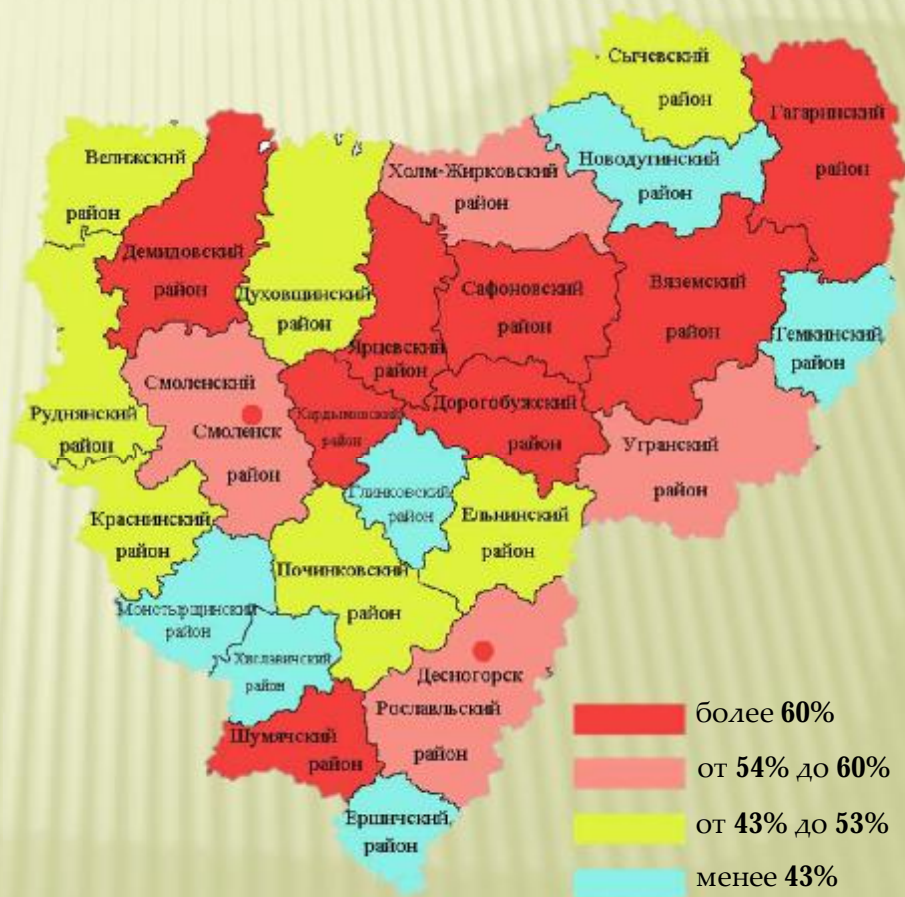 Сычевский
район
Гагаринский
район
Велижский
район
Холм-Жирковский
район
Новодугинский
район
Демидовский
район
Духовщинский
район
Сафоновский
район
Вяземский
район
Ярцевский
район
Темкинский
район
Смоленский
Смоленск
район
Кардымовский
район
Дорогобужский
район
Руднянский
район
Угранский
район
Глинковский
район
Ельнинский
район
Краснинский
район
Починковский
район
Монстырщинский
район
Хиславичский
район
Десногорск
Рославльский
район
Шумячский
район
Ершичский
район
более 60%
от 54% до 60%
от 43% до 53%
менее 43%